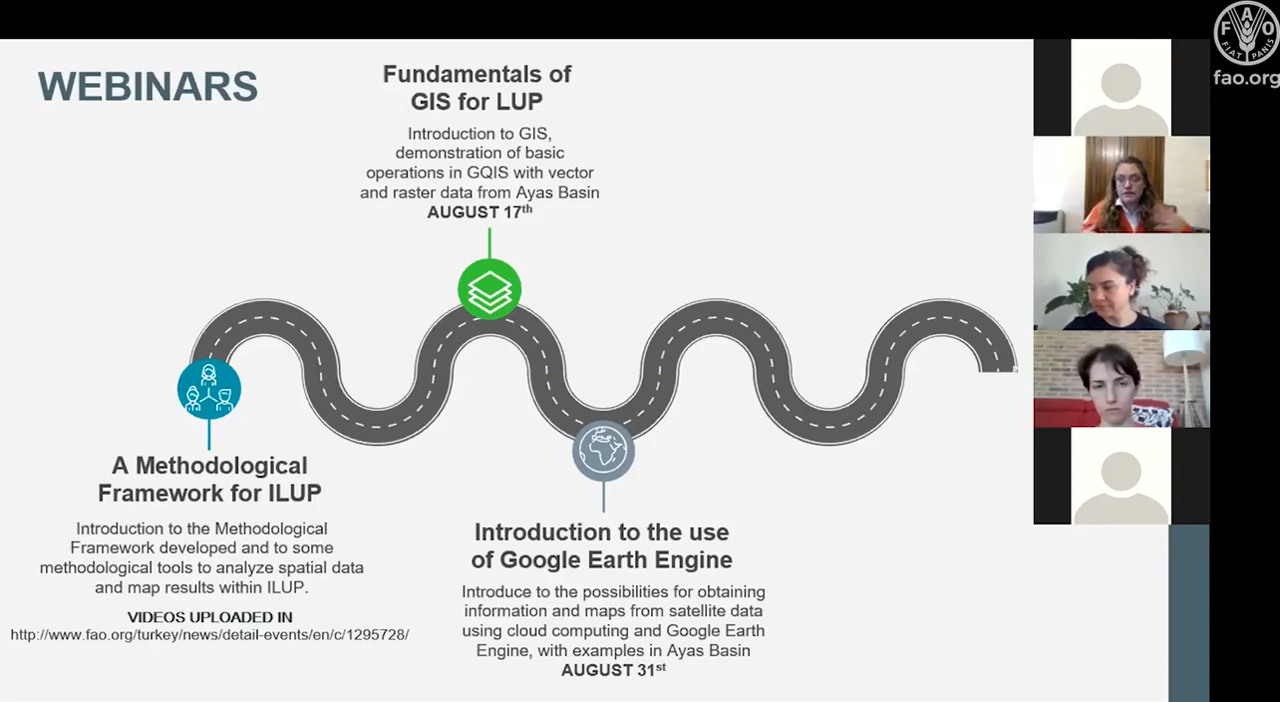 WEBINARS
Fundamentals of
GIS for LUP
Introduction to GIS,
demonstration of basic
operations in GQIS with vector
and raster data from Ayas Basin
AUGUST 17th
A Methodological
Framework for ILUP
Introduction to the Methodological
Framework developed and to some
methodological tools to analyze spatial data
and map results within ILUP.
VIDEOS UPLOADED IN
http://www.fao.org/turkey/news/detail-events/en/c/1295728/
Introduction to the use
of Google Earth Engine
Introduce to the possibilities for obtaining
information and maps from satellite data
using cloud computing and Google Earth
Engine, with examples in Ayas Basin
AUGUST 31st
F A O
FIAT PANIS
fao.org